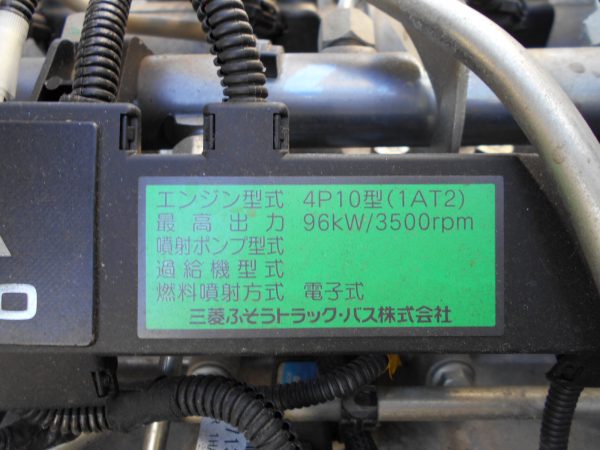 エンジン型式 4P10型(1AT2)
最高出力 96kW/3500rpm
噴射ポンプ型式
過給機型式
燃料噴射方式 電子式
三菱ふそうトラック・バス株式会社